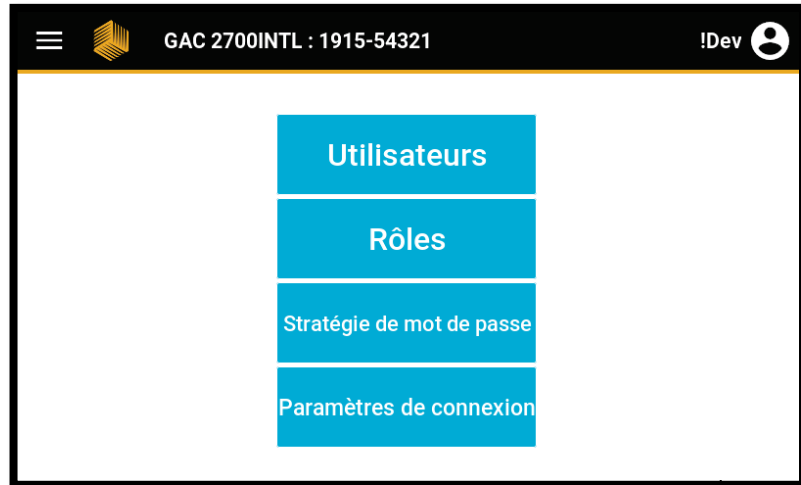 GAC 2700INTL : 1915-54321 !Dev
Utilisateurs
Rôles
Stratégie de mot de passe
Paramètres de connexion